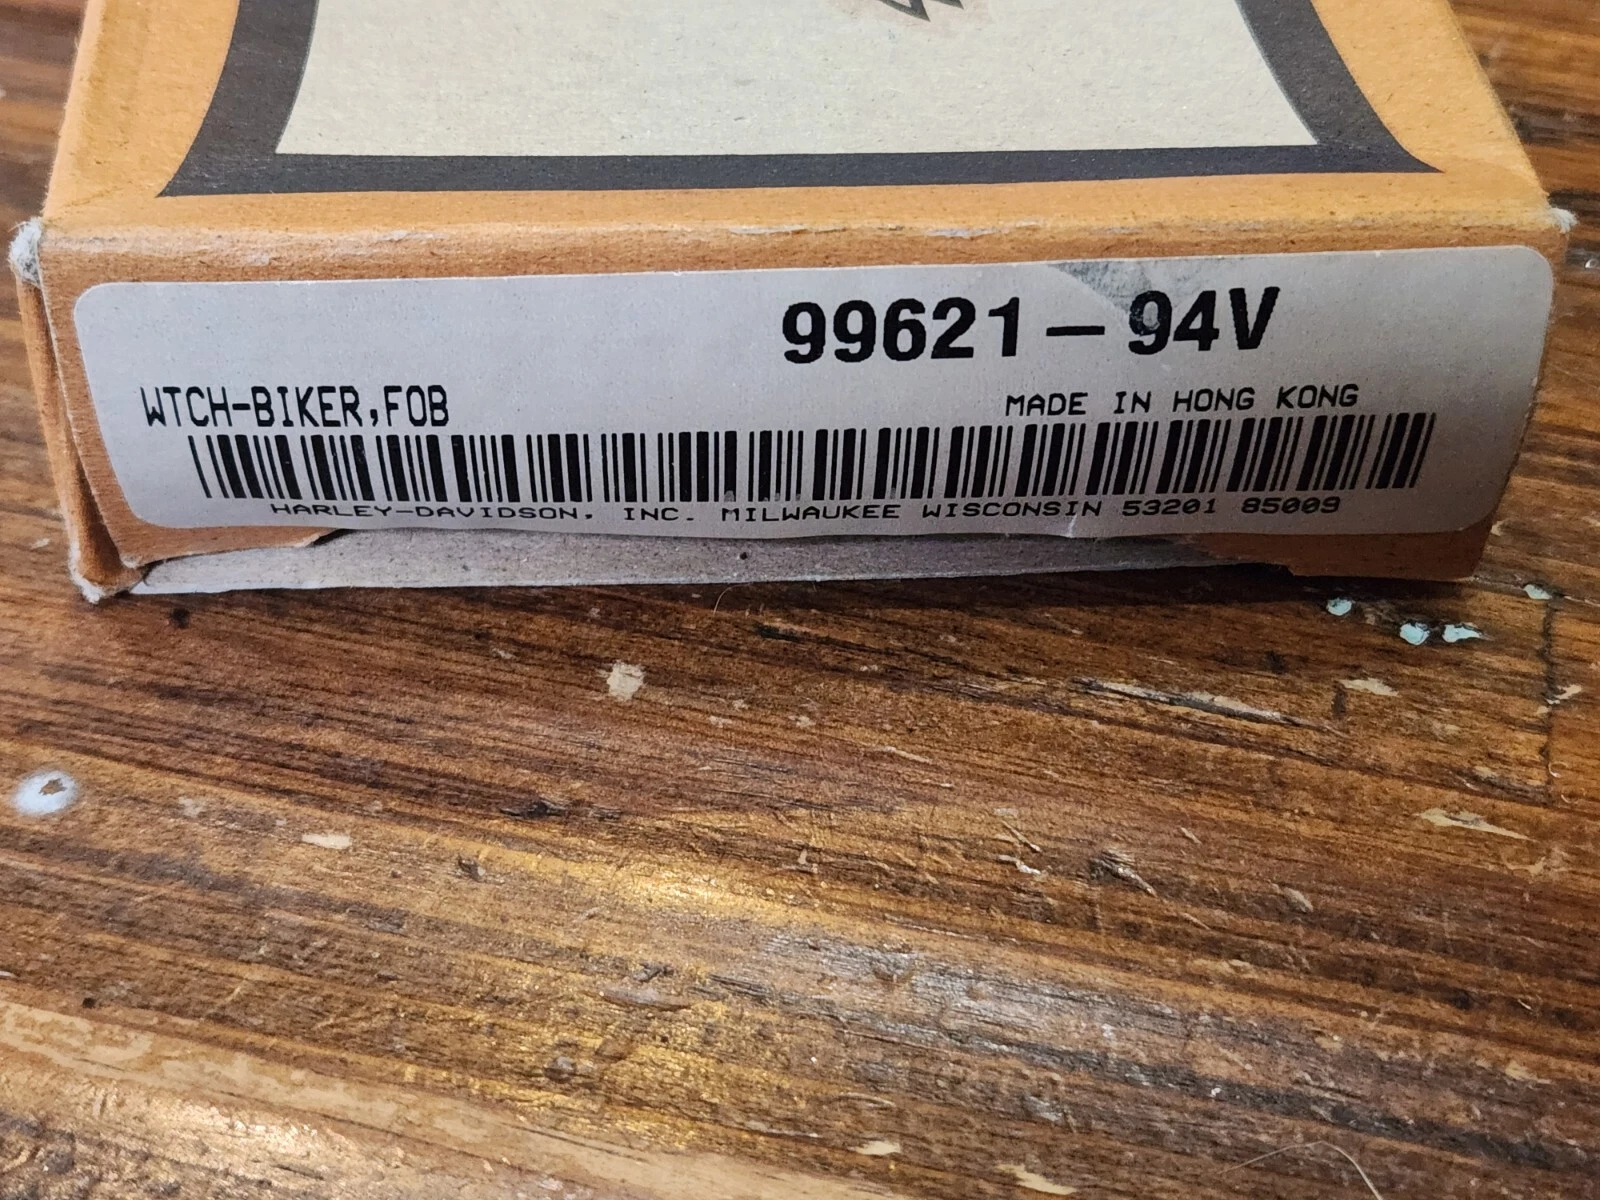 99621-94V
WTCH-BIKER,FOB
MADE IN HONG KONG
HARLEY-DAVIDSON, INC. MILWAUKEE WISCONSIN 53201 85009